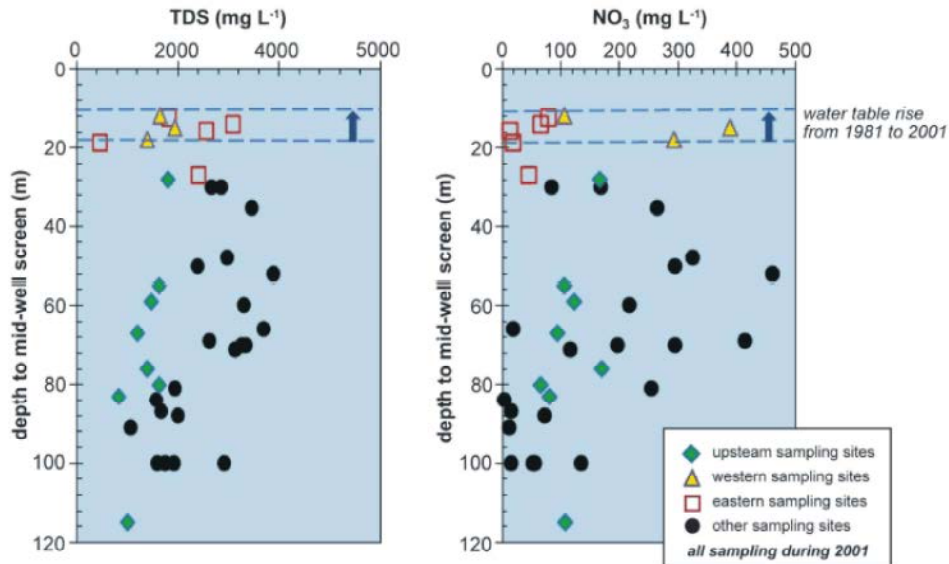 TDS (mg L-1)
0 2000 4000 5000
depth to mid-well screen (m)
0
20
40
60
80
100
120
NO3 (mg L-1)
0 100 200 300 400 500
depth to mid-well screen (m)
0
20
40
60
80
100
120
water table rise
from 1981 to 2001
upsteam sampling sites
western sampling sites
eastern sampling sites
other sampling sites
all sampling during 2001